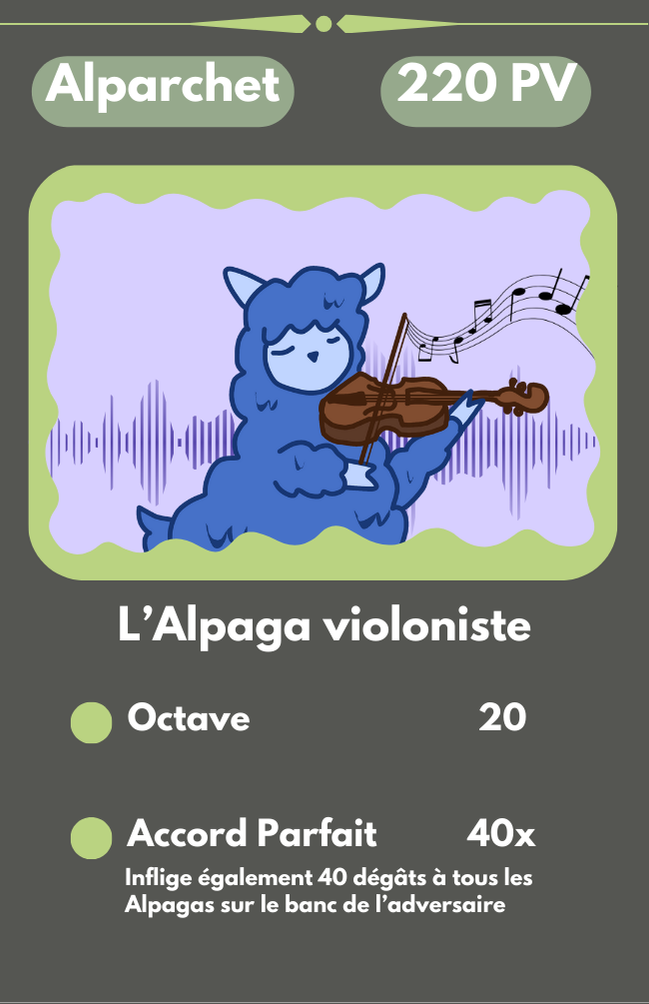 Alparchet
220 PV
L’Alpaga violoniste
Octave 20
Accord Parfait 40x
Inflige également 40 dégâts à tous les
Alpagas sur le banc de l’adversaire